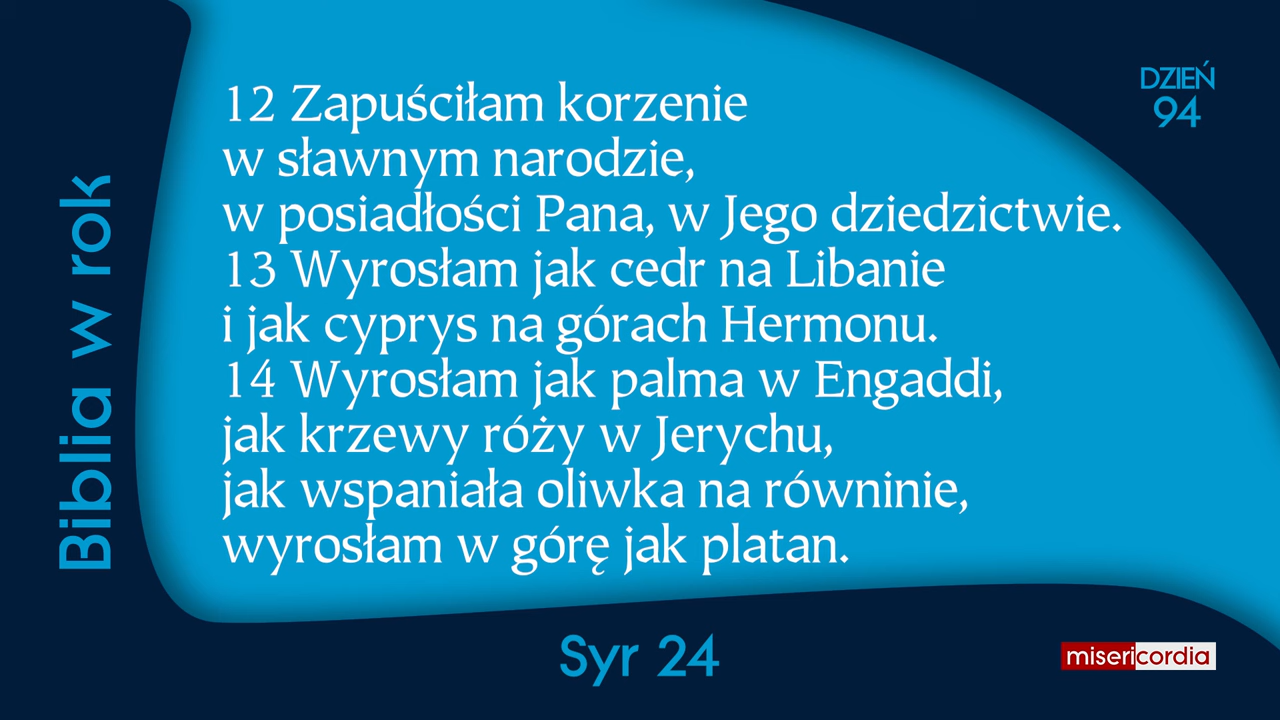 DZIEŃ
94
12 Zapuściłam korzenie
w sławnym narodzie,
w posiadłości Pana, w Jego dziedzictwie.
13 Wyrosłam jak cedr na Libanie
i jak cyprys na górach Hermonu.
14 Wyrosłam jak palma w Engaddi,
jak krzewy róży w Jerychu,
jak wspaniała oliwka na równinie,
wyrosłam w górę jak platan.
Biblia w rok
Syr 24
misericordia